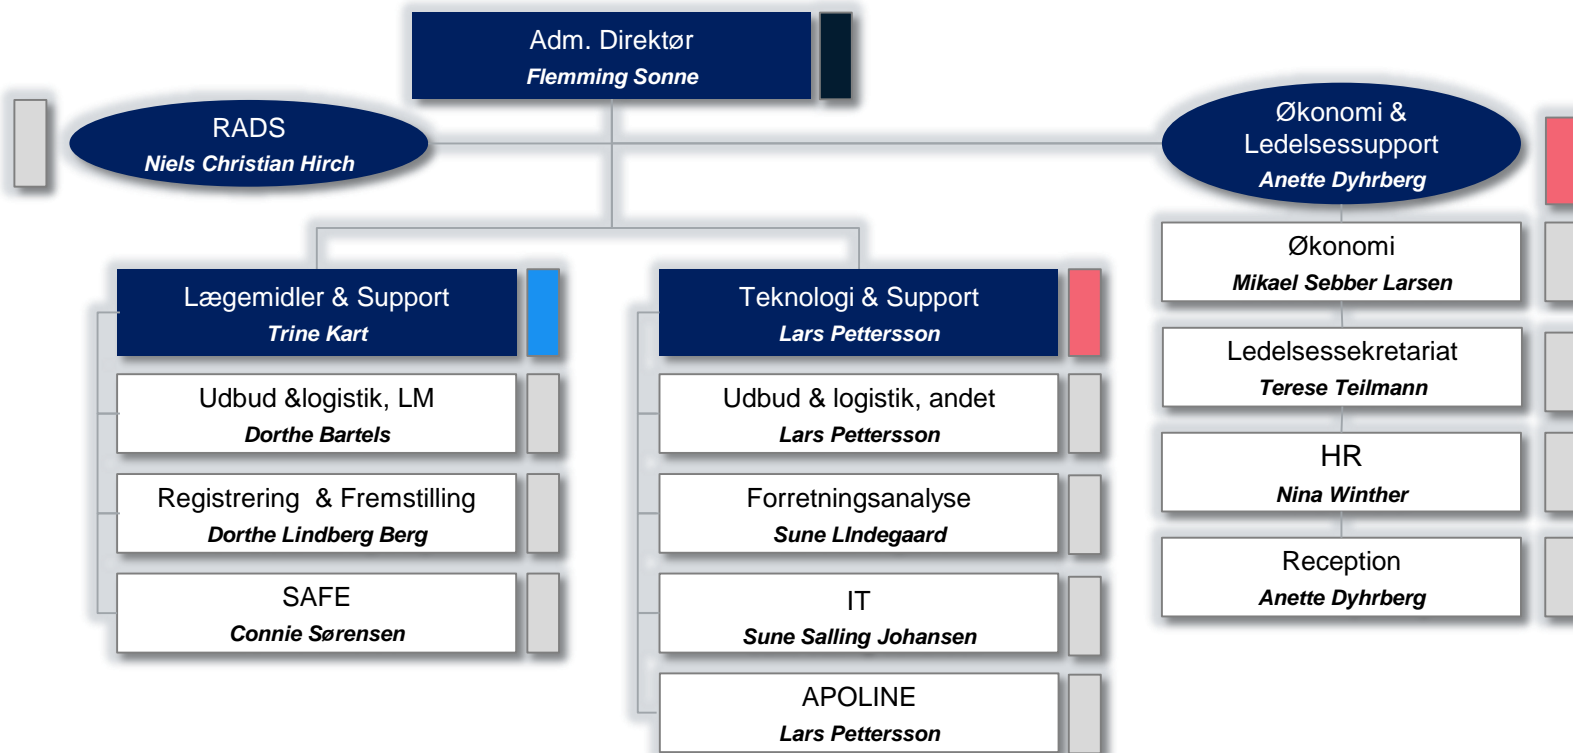 Adm. Direktør
Flemming Sonne
RADS
Niels Christian Hirch
Økonomi &
Ledelsessupport
Anette Dyhrberg
Lægemidler & Support
Trine Kart
Udbud &logistik, LM
Dorthe Bartels
Registrering  & Fremstilling
Dorthe Lindberg Berg
SAFE
Connie Sørensen
Teknologi & Support
Lars Pettersson
Udbud & logistik, andet
Lars Pettersson
Forretningsanalyse
Sune LIndegaard
IT
Sune Salling Johansen
APOLINE
Lars Pettersson
Økonomi
Mikael Sebber Larsen
Ledelsessekretariat
Terese Teilmann
HR
Nina Winther
Reception
Anette Dyhrberg